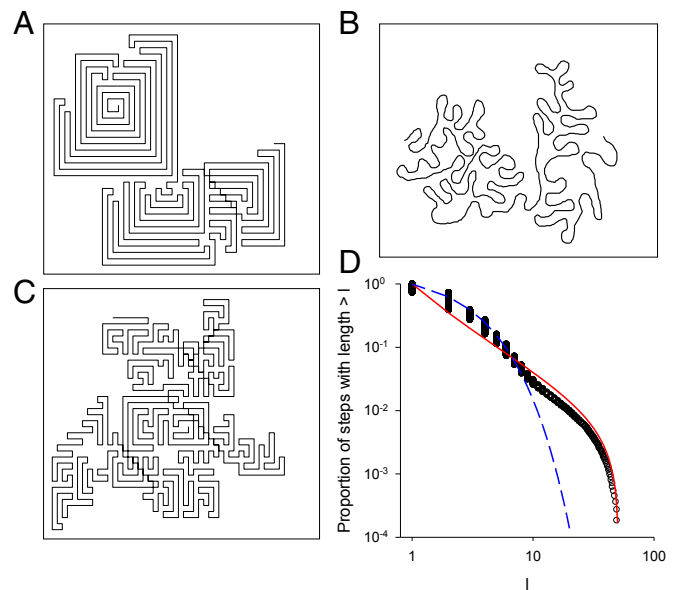 A
B
C
D
Proportion of steps with length > l
10⁰
10⁻¹
10⁻²
10⁻³
10⁻⁴
1
10
100
l